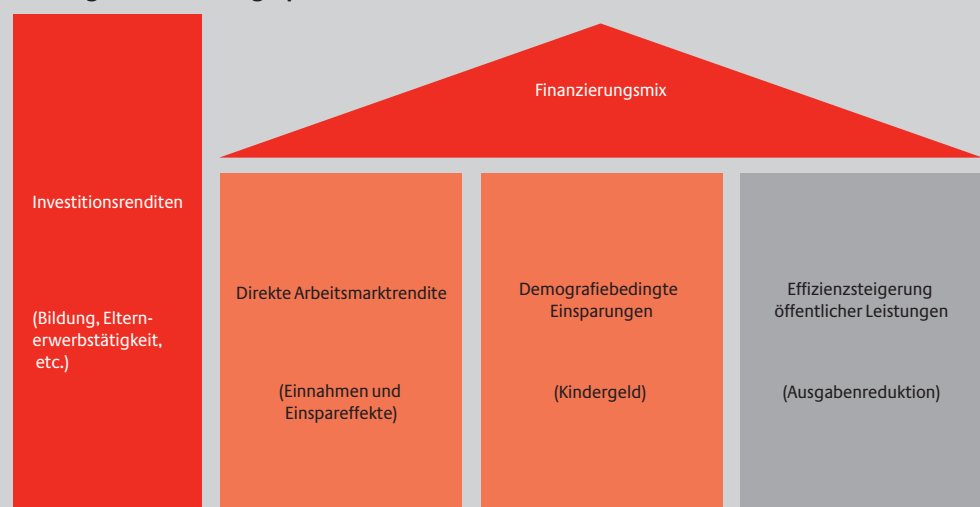 Finanzierungsmix
Investitionsrenditen
(Bildung, Eltern-
erwerbstätigkeit,
etc.)
Direkte Arbeitsmarktrendite
(Einnahmen und
Einspareffekte)
Demografiebedingte
Einsparungen
(Kindergeld)
Effizienzsteigerung
öffentlicher Leistungen
(Ausgabenreduktion)